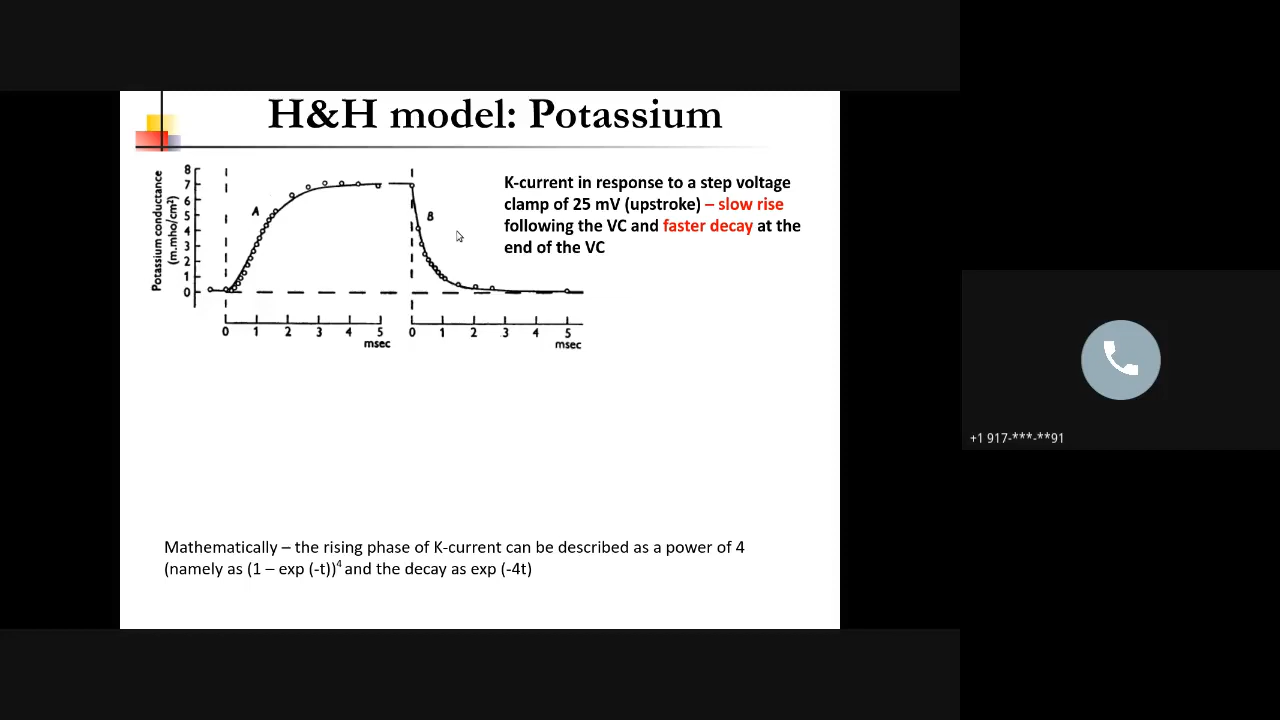 H&H model: Potassium
Potassium conductance
(m.mho/cm²)
8
7
6
5
4
3
2
1
0
A
B
0 1 2 3 4 5
msec
0 1 2 3 4 5
msec
K-current in response to a step voltage
clamp of 25 mV (upstroke) – slow rise
following the VC and faster decay at the
end of the VC
Mathematically – the rising phase of K-current can be described as a power of 4
(namely as (1 – exp (-t))⁴ and the decay as exp (-4t)
+1 917-***-**91